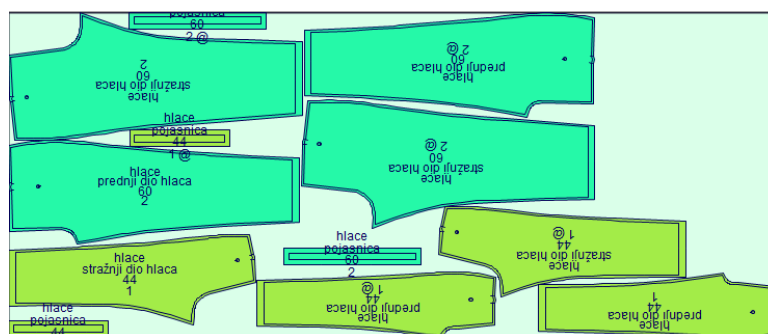 pojasnica
60
2 @
hlace
stražnji dio hlaca
60
2
hlace
prednji dio hlaca
60
2 @
hlace
pojasnica
44
1 @
hlace
stražnji dio hlaca
60
2 @
hlace
prednji dio hlaca
60
2
hlace
stražnji dio hlaca
44
1 @
hlace
pojasnica
60
2
hlace
stražnji dio hlaca
44
1
hlace
prednji
44
1 @
hlace
prednji dio hlaca
44
1
hlace
pojasnica
44